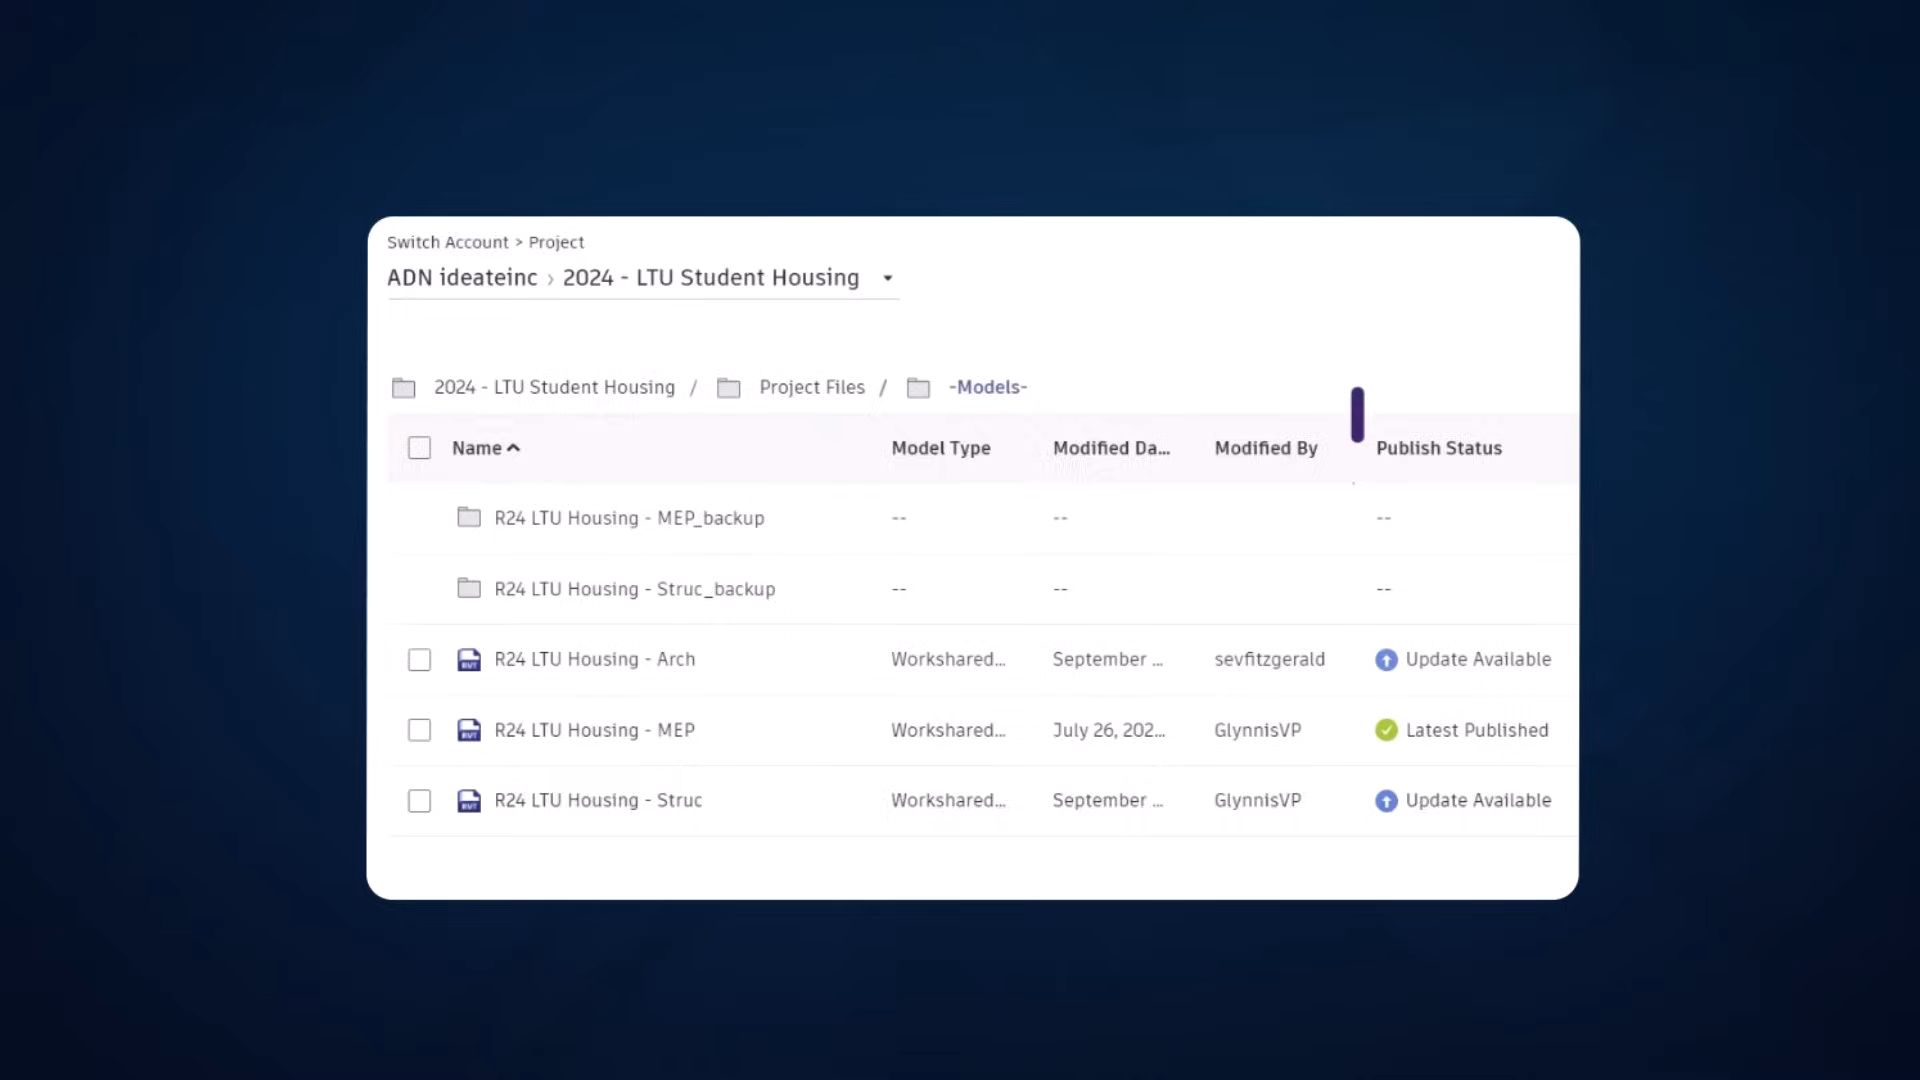 Switch Account > Project
ADN ideateinc › 2024 - LTU Student Housing
2024 - LTU Student Housing / Project Files / -Models-
Name Model Type Modified Da... Modified By Publish Status
R24 LTU Housing - MEP_backup -- -- --
R24 LTU Housing - Struc_backup -- -- --
RVT R24 LTU Housing - Arch Workshared... September ... sevfitzgerald Update Available
RVT R24 LTU Housing - MEP Workshared... July 26, 202... GlynnisVP Latest Published
RVT R24 LTU Housing - Struc Workshared... September ... GlynnisVP Update Available